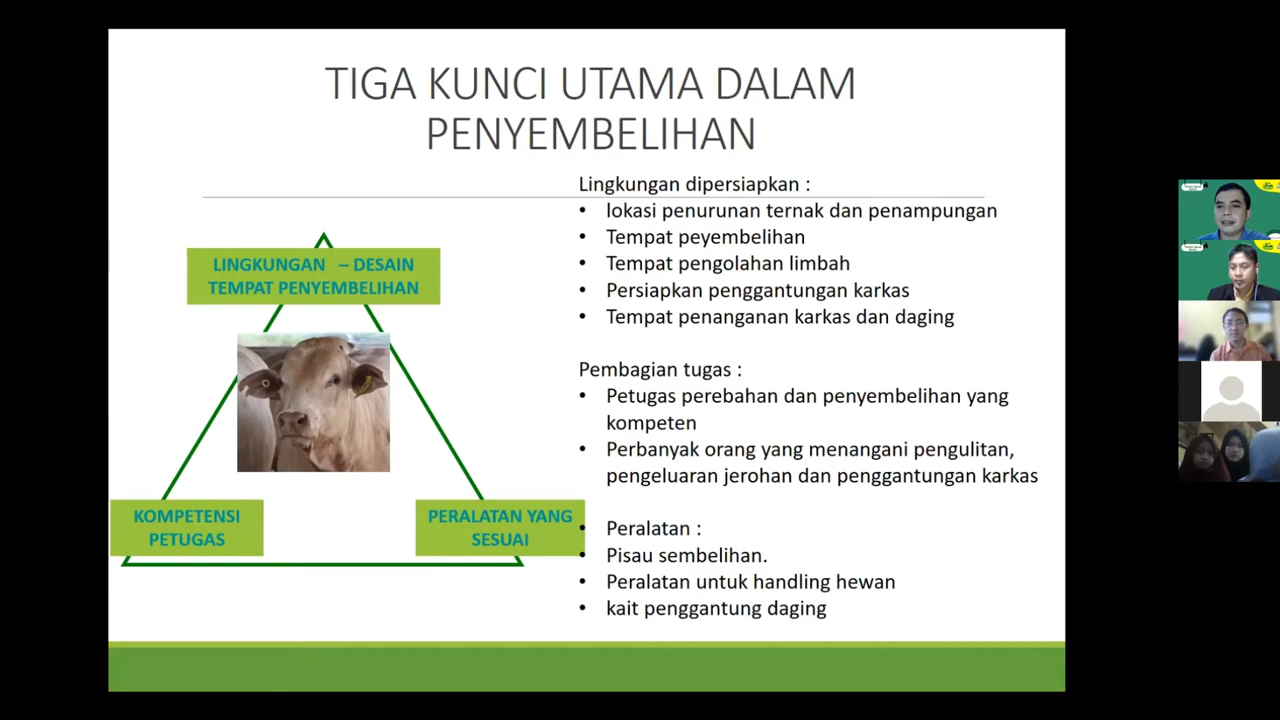 TIGA KUNCI UTAMA DALAM
PENYEMBELIHAN
LINGKUNGAN – DESAIN
TEMPAT PENYEMBELIHAN
KOMPETENSI
PETUGAS
PERALATAN YANG
SESUAI
Lingkungan dipersiapkan :
• lokasi penurunan ternak dan penampungan
• Tempat peyembelihan
• Tempat pengolahan limbah
• Persiapkan penggantungan karkas
• Tempat penanganan karkas dan daging
Pembagian tugas :
• Petugas perebahan dan penyembelihan yang
kompeten
• Perbanyak orang yang menangani pengulitan,
pengeluaran jerohan dan penggantungan karkas
• Peralatan :
• Pisau sembelihan.
• Peralatan untuk handling hewan
• kait penggantung daging